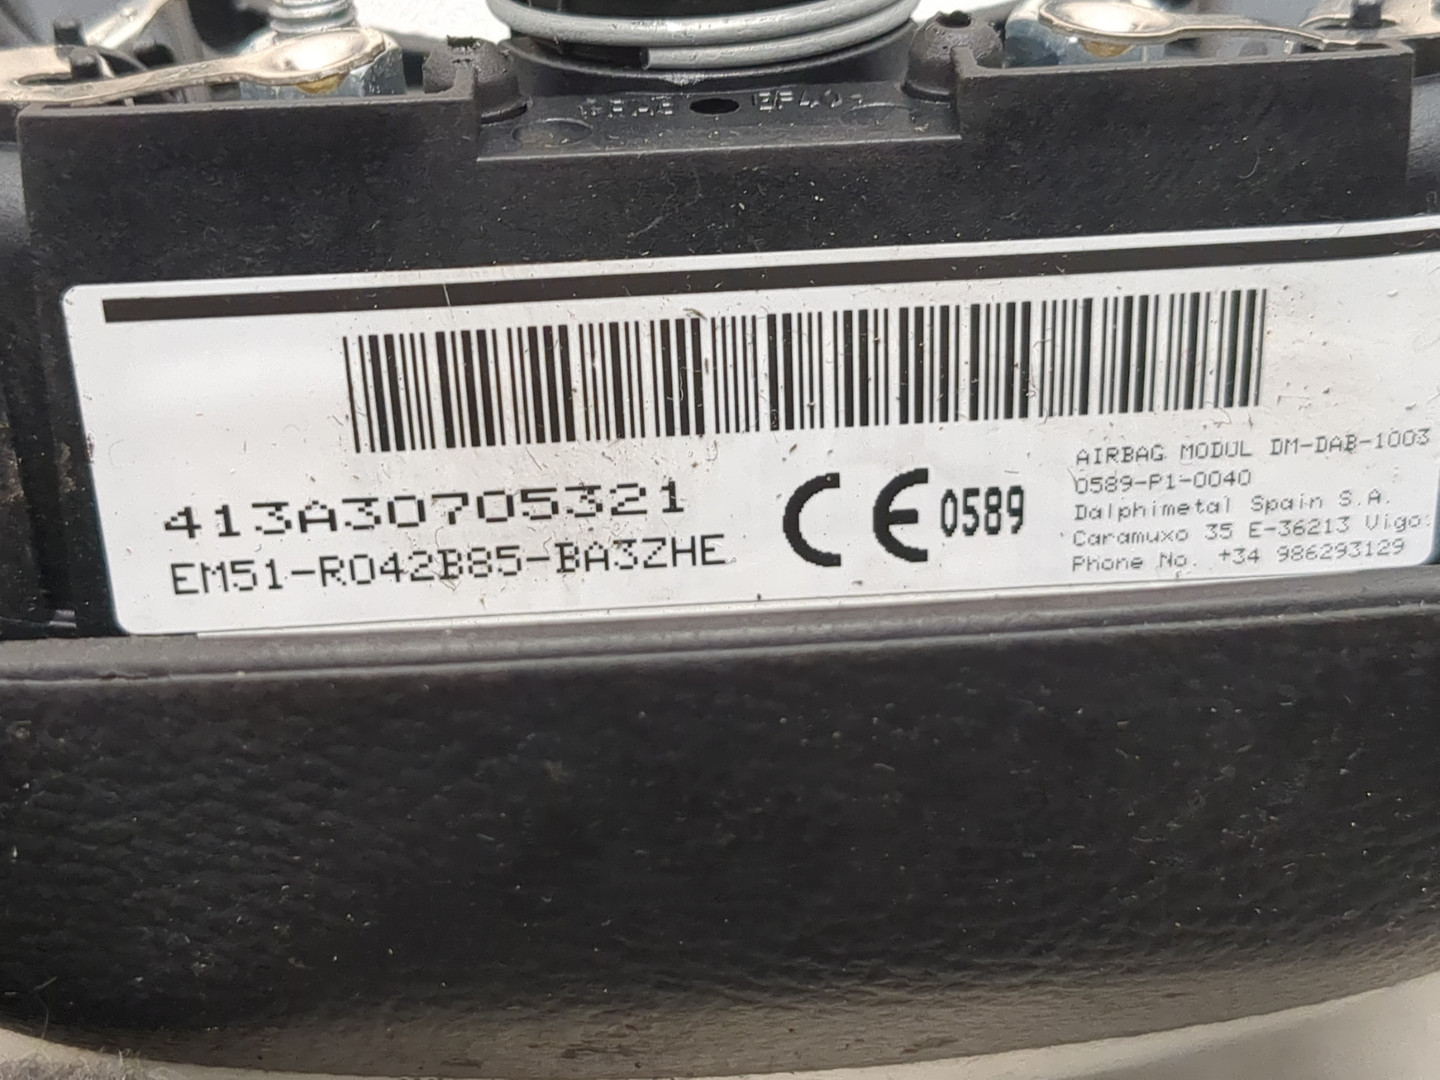 413A30705321
EM51-R042B85-BA3ZHE
CE 0589
AIRBAG MODUL DM-DAB-1003
0589-P1-0040
Dalphimetal Spain S.A.
Caramuxo 35 E-36213 Vigo
Phone No. +34 986293129